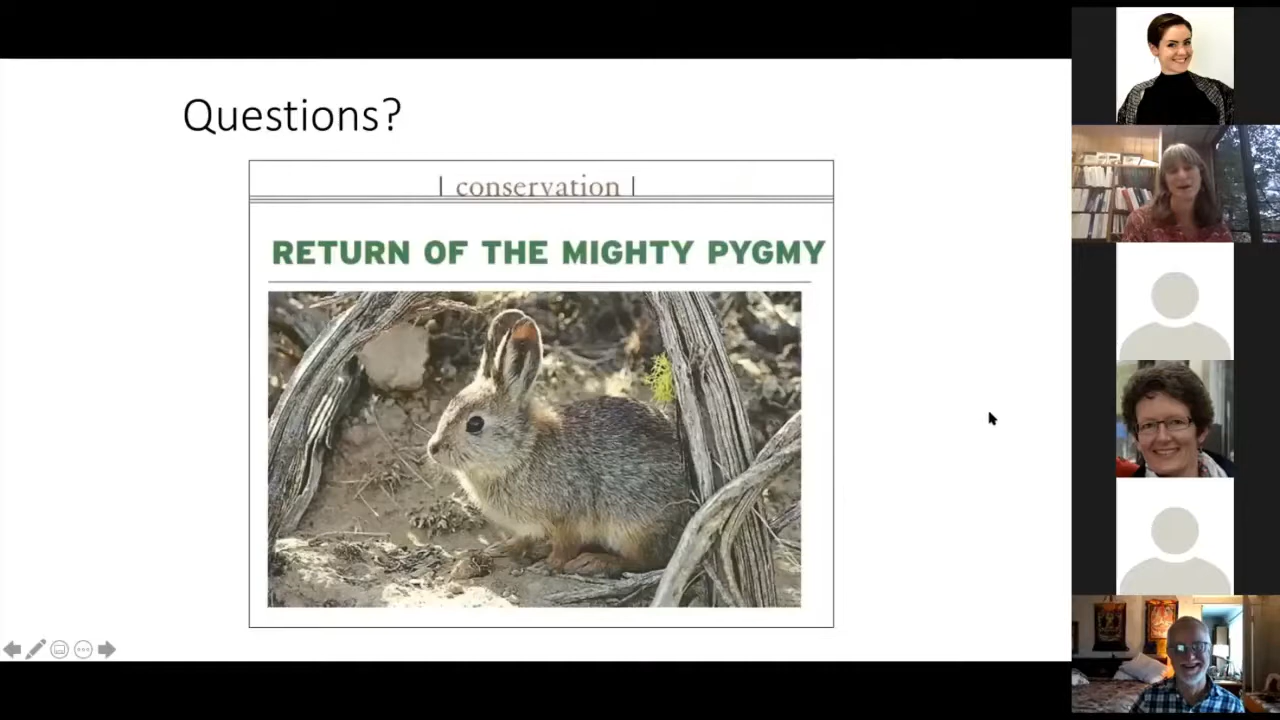 Questions?
| conservation |
RETURN OF THE MIGHTY PYGMY